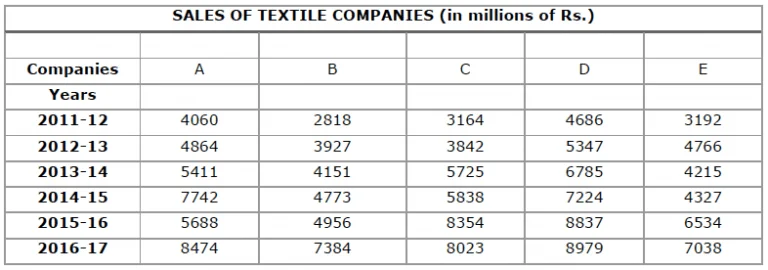 SALES OF TEXTILE COMPANIES (in millions of Rs.)
Companies A B C D E
Years
2011-12 4060 2818 3164 4686 3192
2012-13 4864 3927 3842 5347 4766
2013-14 5411 4151 5725 6785 4215
2014-15 7742 4773 5838 7224 4327
2015-16 5688 4956 8354 8837 6534
2016-17 8474 7384 8023 8979 7038